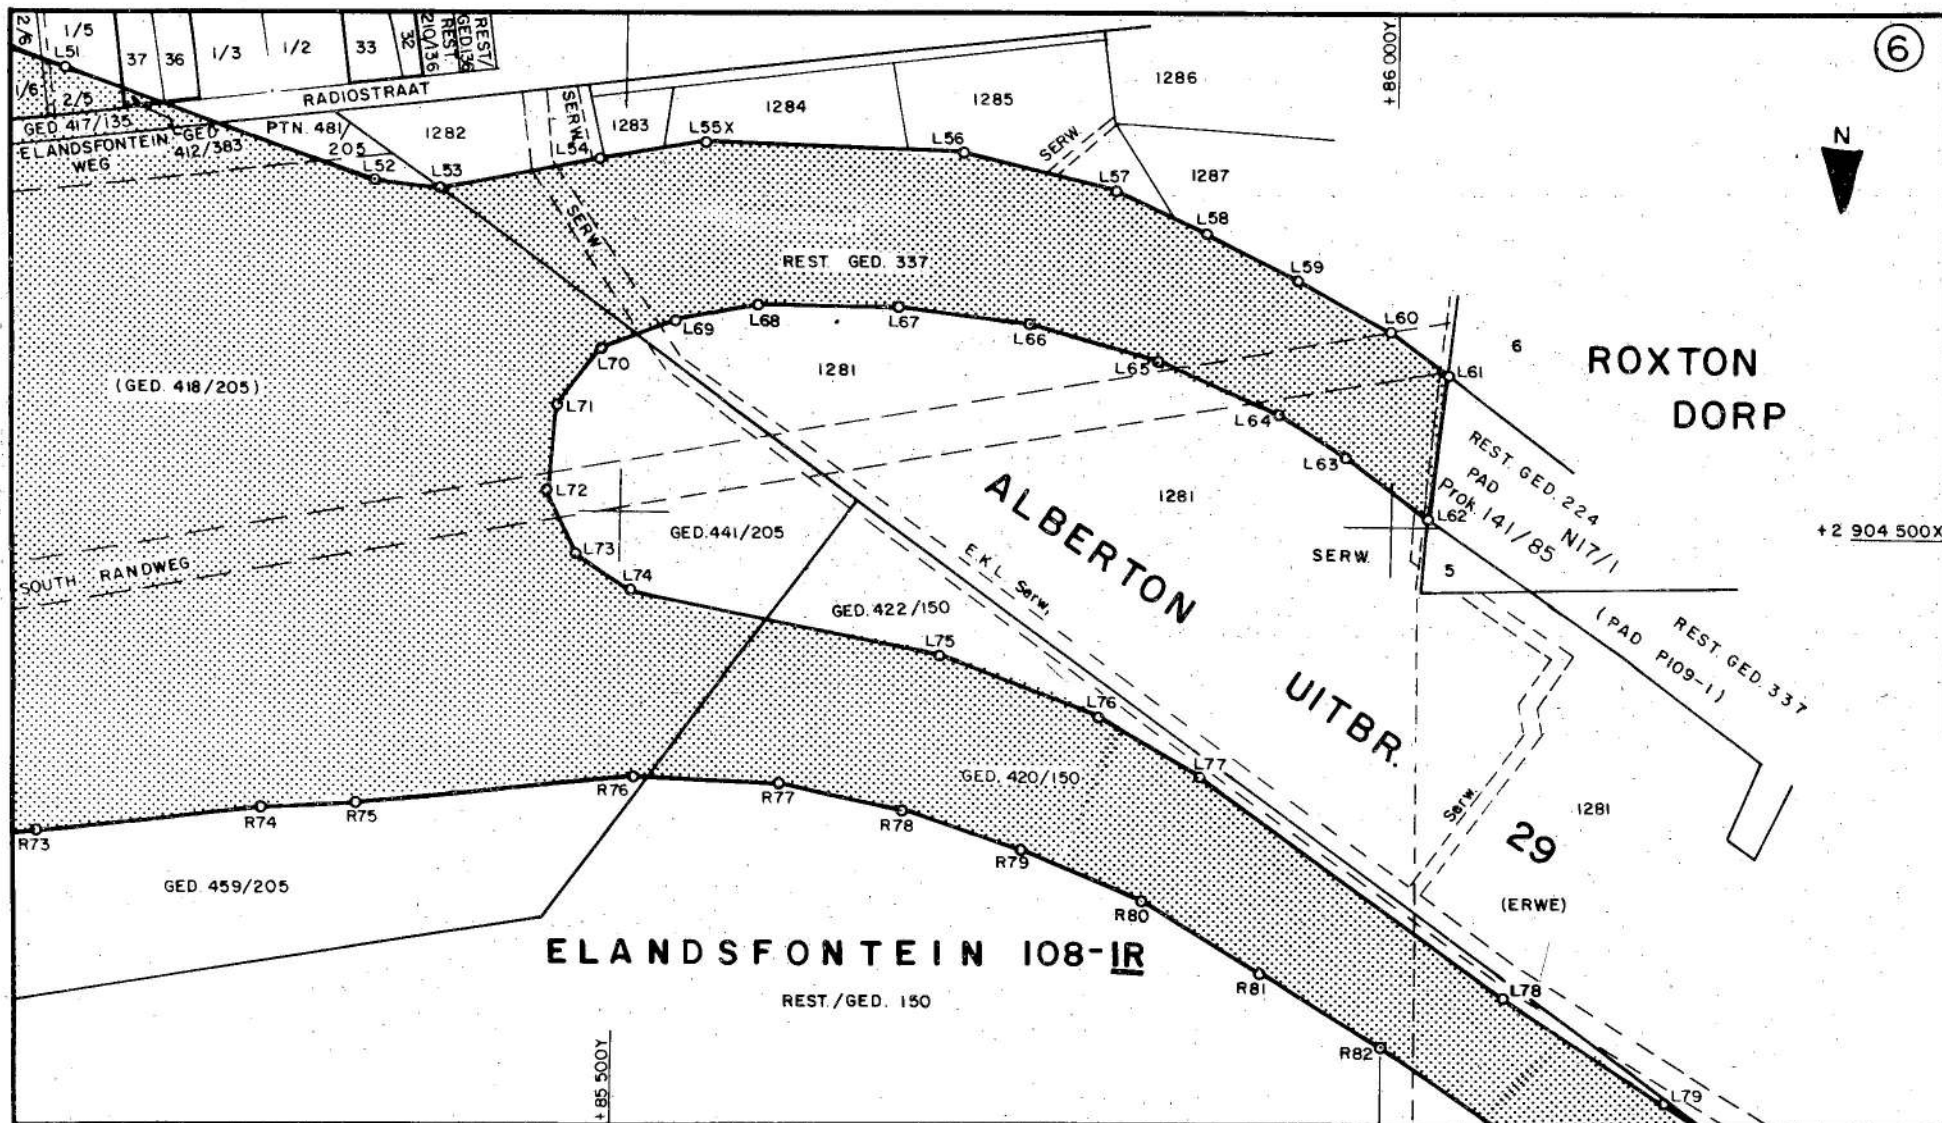 2/6
1/5
L51
37
36
1/3
1/2
33
32
210/136
REST.
REST/
GED.136
+86 000Y
6
1/6
2/5
RADIOSTRAAT
SERW.
1283
1284
1285
1286
GED. 417/135
ELANDSFONTEIN
WEG
GED
412/383
PTN. 481/
205
1282
L52
L53
L54
L55X
L56
SERW.
L57
1287
L58
N
SERW.
REST. GED. 337
L59
L60
L61
6
ROXTON
DORP
(GED. 418/205)
L70
L69
L68
L67
L66
L65
L64
L63
L62
L71
1281
REST. GED. 224
PAD
Prok. 141/85
N17/1
L72
1281
ALBERTON
SERW.
5
+2 904 500X
GED. 441/205
L73
L74
SOUTH RANDWEG
E.K.L. Serw.
GED. 422/150
L75
REST. GED. 337
(PAD P109-1)
L76
UITBR.
L77
GED. 420/150
R73
R74
R75
R76
R77
R78
R79
Serw.
1281
29
(ERWE)
GED. 459/205
R80
ELANDSFONTEIN 108-IR
REST./GED. 150
R81
L78
R82
+85 500Y
L79